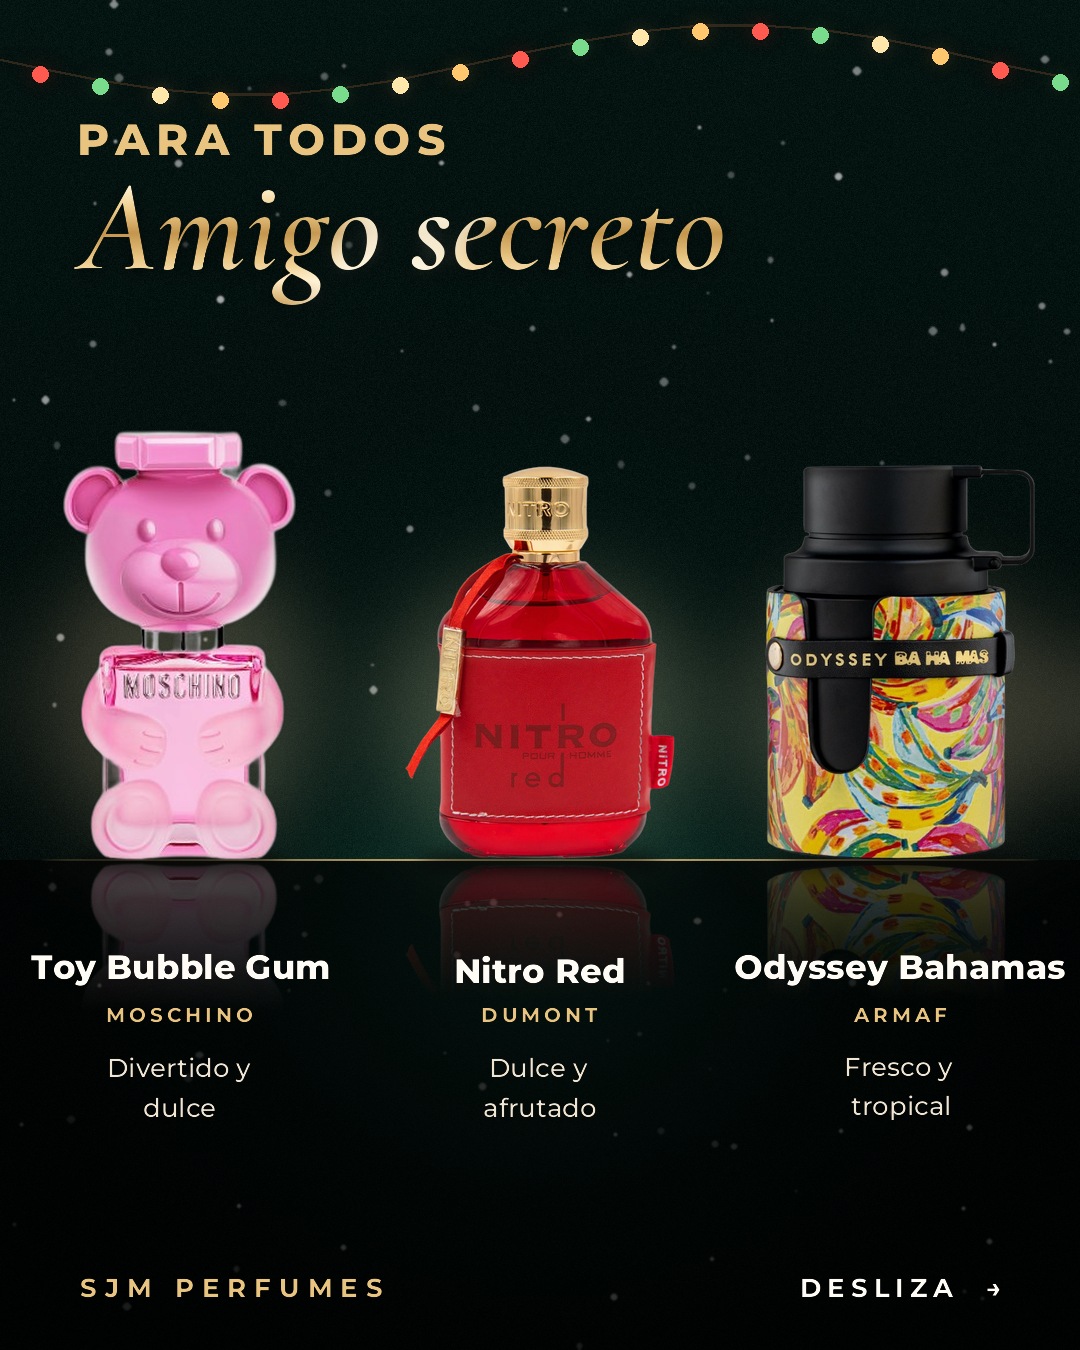 PARA TODOS
Amigo secreto
NITRO
MOSCHINO
ODYSSEY BAHAMAS
NITRO
POUR HOMME
red
NITRO
Toy Bubble Gum
MOSCHINO
Divertido y
dulce
Nitro Red
DUMONT
Dulce y
afrutado
Odyssey Bahamas
ARMAF
Fresco y
tropical
SJM PERFUMES
DESLIZA →